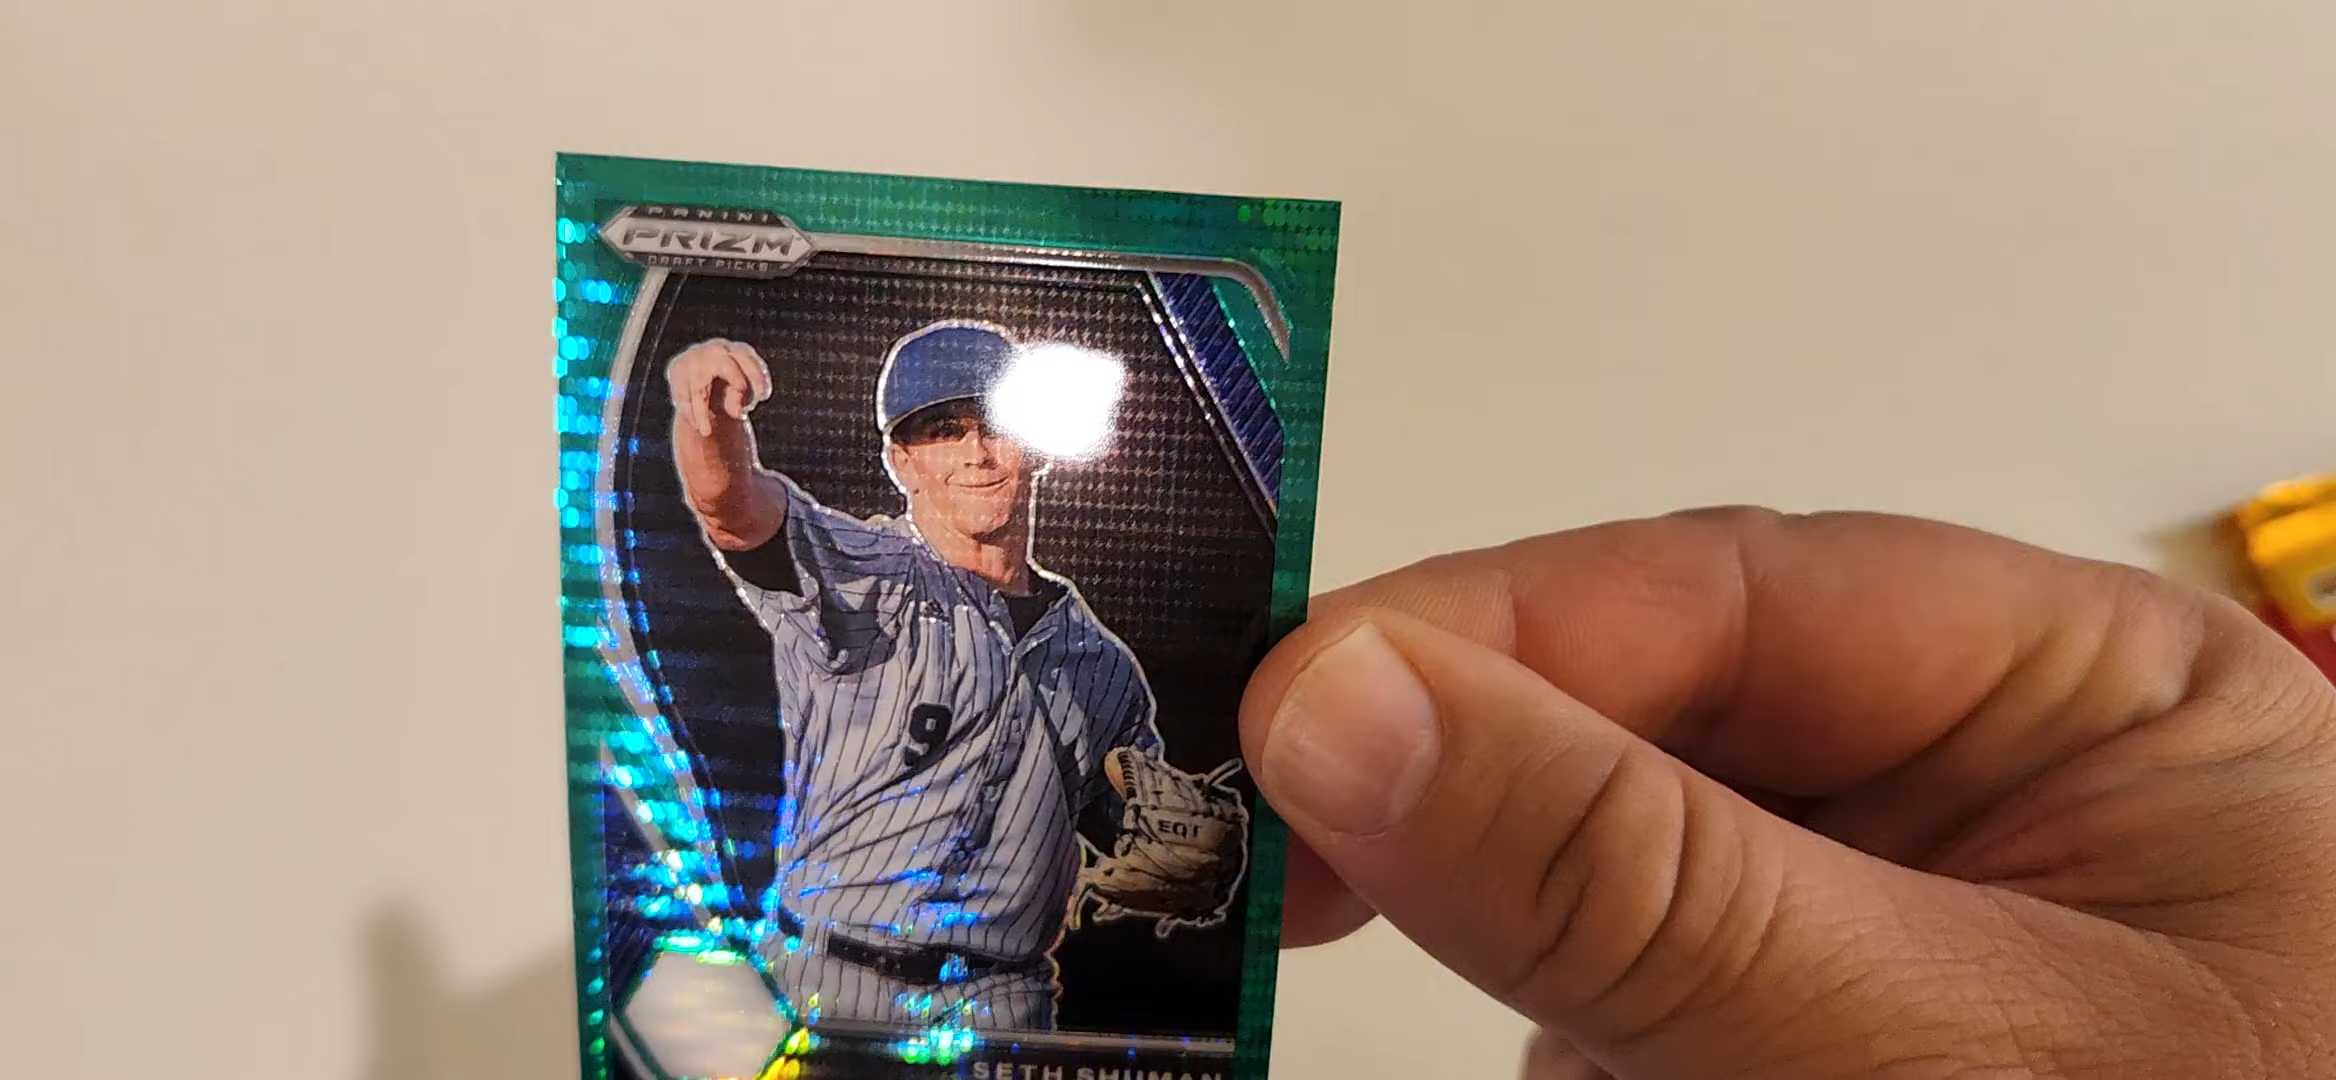 PANINI
PRIZM
DRAFT PICKS
9
EQT
SETH SHUMAN